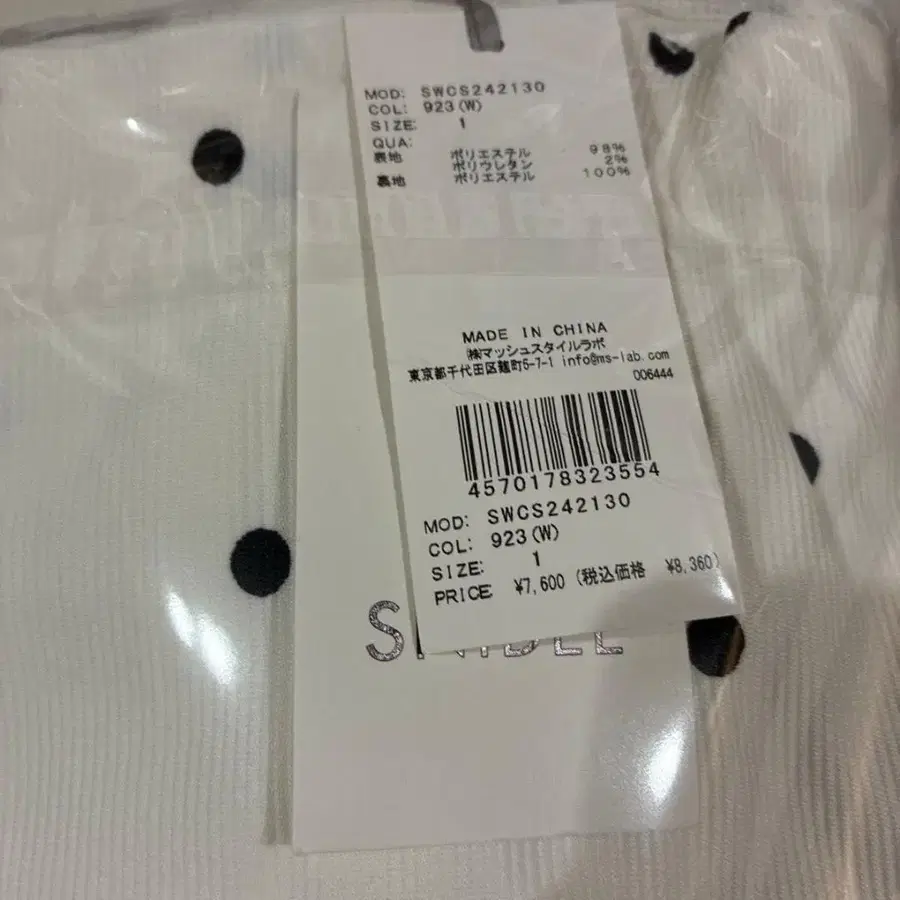 MOD: SWCS242130
COL: 923(W)
SIZE: 1
QUA:
表地 ポリエステル 98%
ポリウレタン 2%
裏地 ポリエステル 100%
MADE IN CHINA
㈱マッシュスタイルラボ
東京都千代田区麹町5-7-1 info@ms-lab.com
006444
4570178323554
MOD: SWCS242130
COL: 923(W)
SIZE: 1
PRICE: ¥7,600 (税込価格 ¥8,360)
SNIDEL